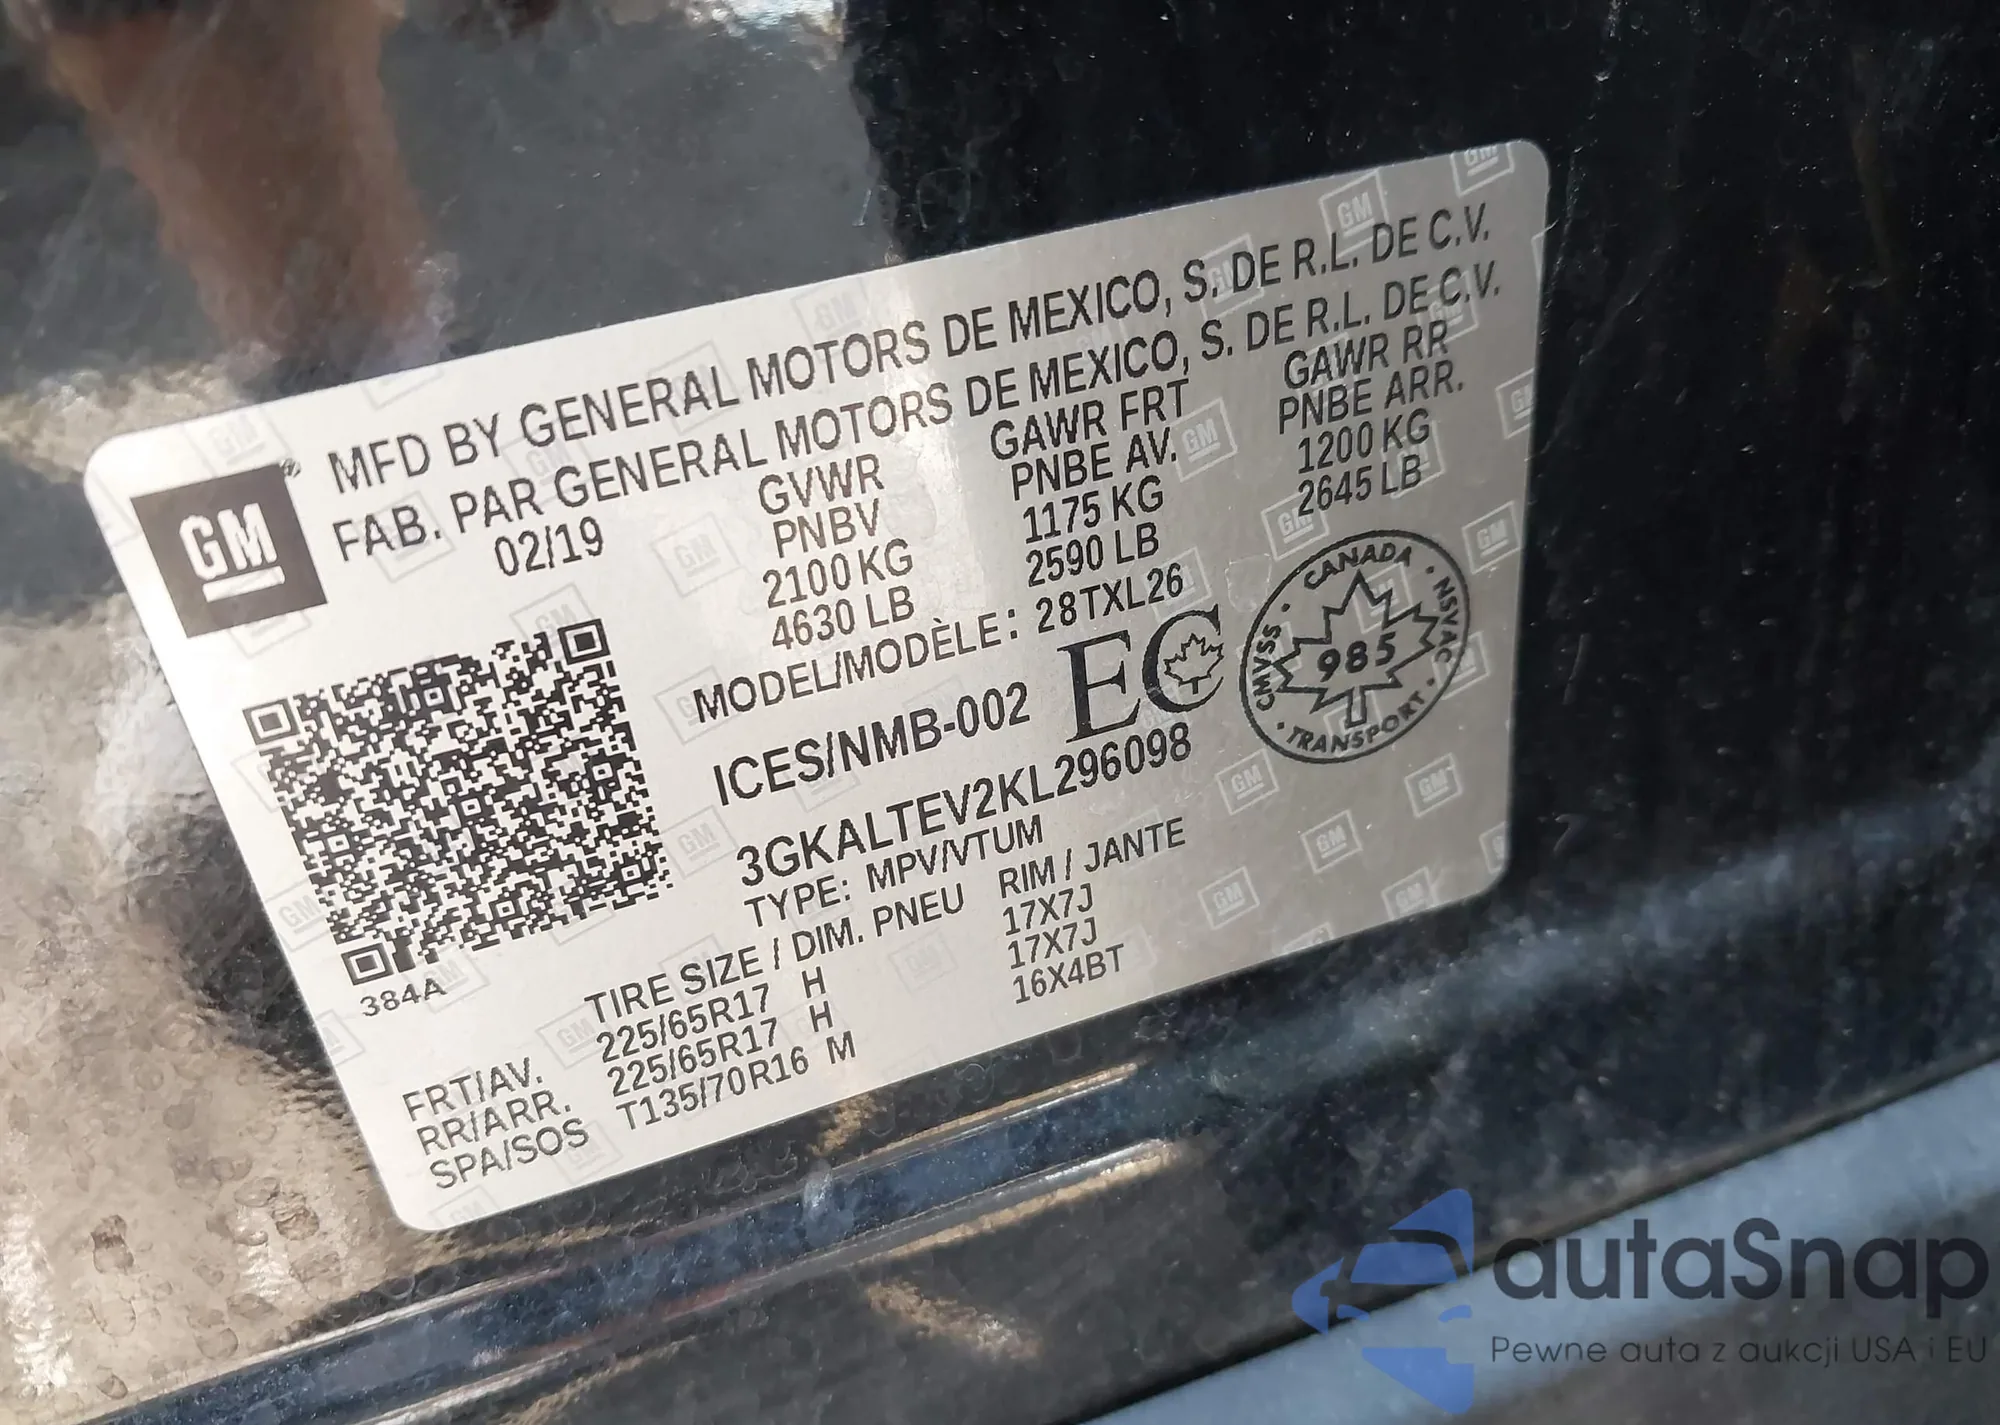 GM®
MFD BY GENERAL MOTORS DE MEXICO, S. DE R.L. DE C.V.
FAB. PAR GENERAL MOTORS DE MEXICO, S. DE R.L. DE C.V.
02/19 GVWR GAWR FRT GAWR RR
PNBV PNBE AV. PNBE ARR.
2100 KG 1175 KG 1200 KG
4630 LB 2590 LB 2645 LB
MODEL/MODÈLE: 28TXL26
ICES/NMB-002 EC
CANADA · NSVAC · TRANSPORT · CMVSS ·
985
3GKALTEV2KL296098
TYPE: MPV/VTUM
384A
TIRE SIZE / DIM. PNEU RIM / JANTE
FRT/AV. 225/65R17 H 17X7J
RR/ARR. 225/65R17 H 17X7J
SPA/SOS T135/70R16 M 16X4BT
autaSnap
Pewne auta z aukcji USA i EU